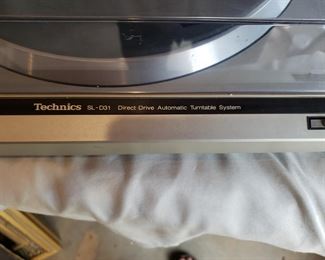 Technics SL-D31 Direct Drive Automatic Turntable System